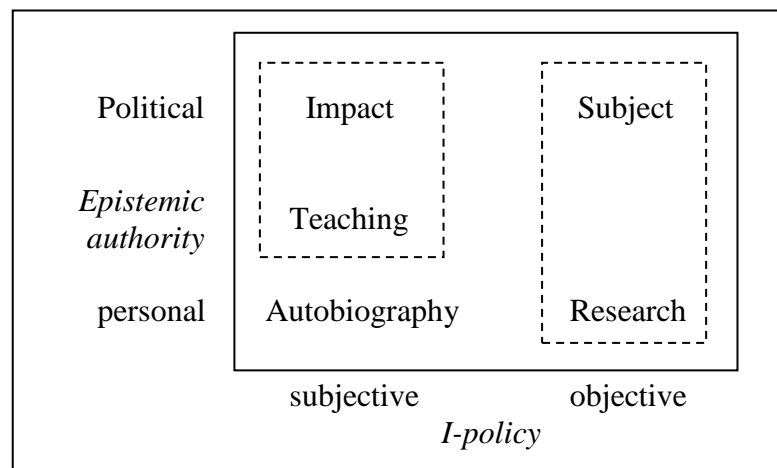 Political Impact Subject
Epistemic
authority
Teaching
personal Autobiography Research
subjective objective
I-policy